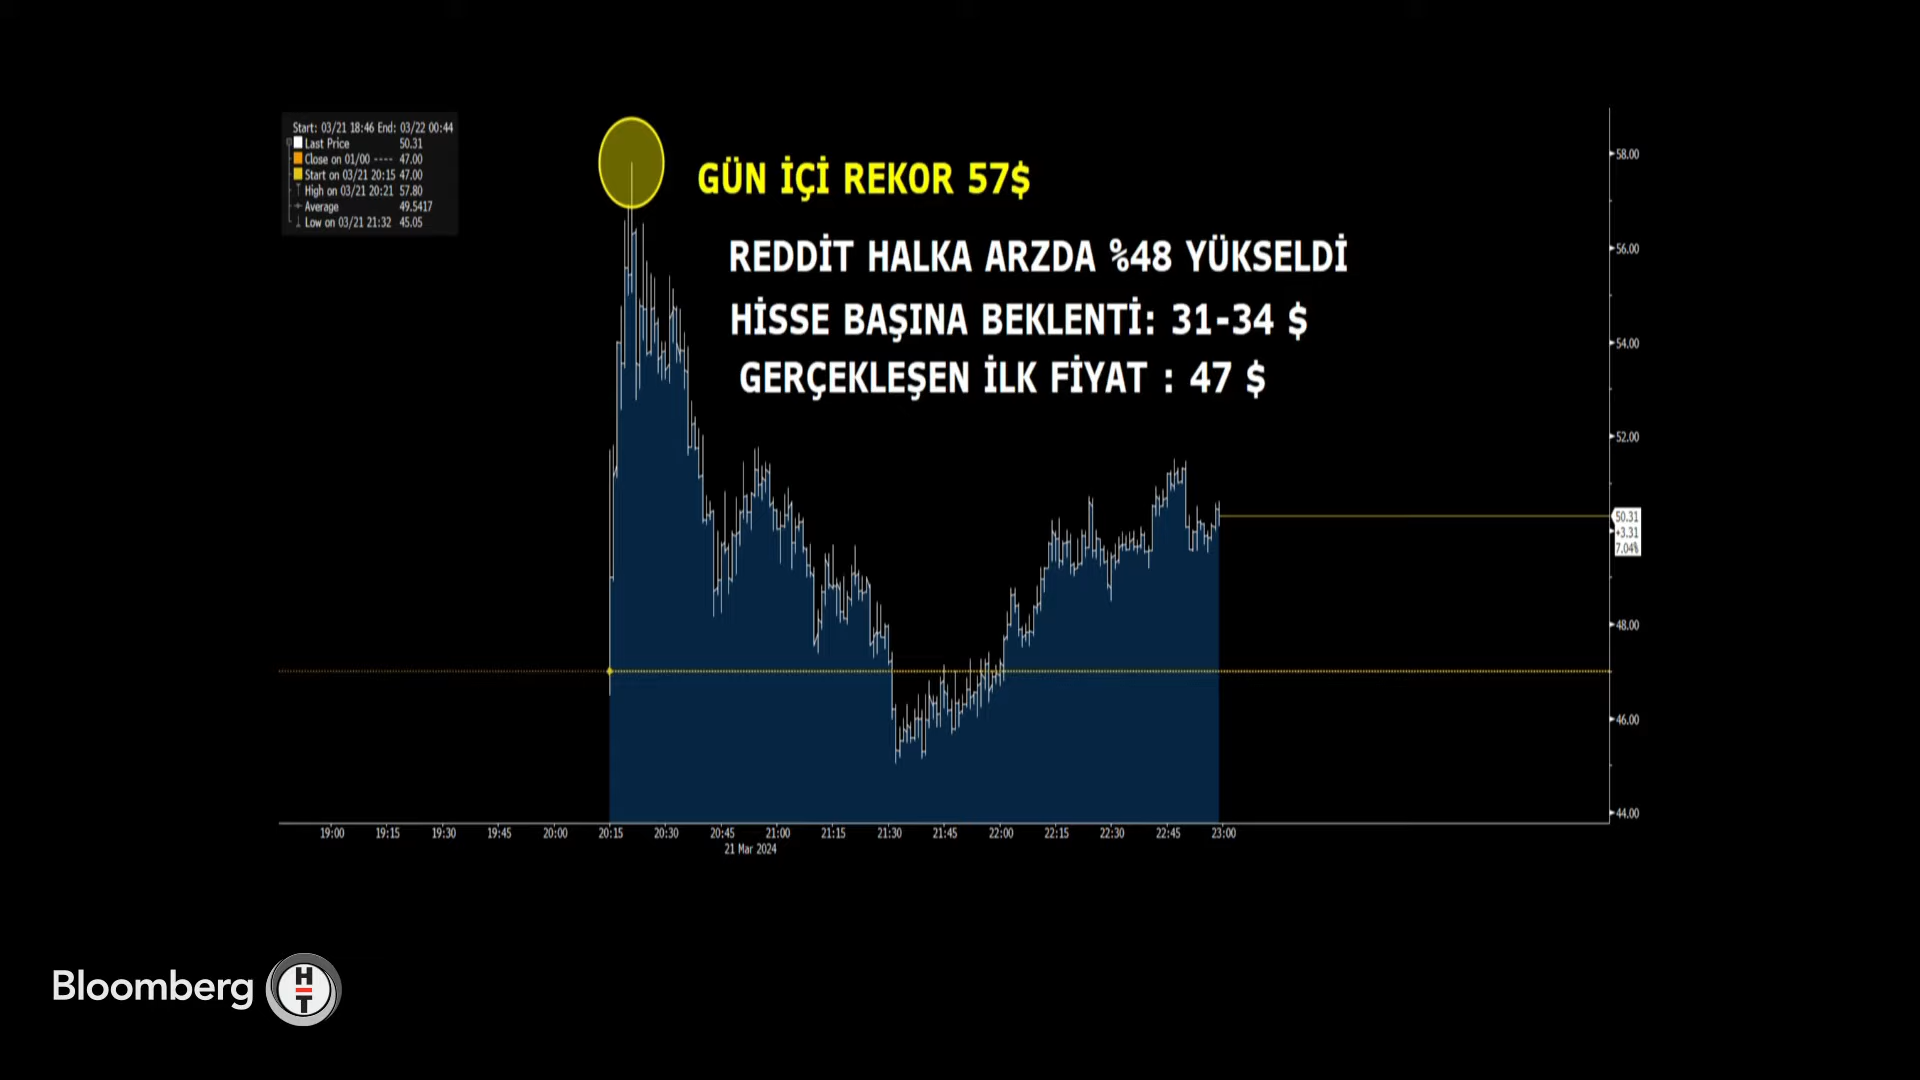 Start: 03/21 18:46 End: 03/22 00:44
Last Price 50.31
Close on 01/00 ---- 47.00
Start on 03/21 20:15 47.00
High on 03/21 20:21 57.80
Average 49.5417
Low on 03/21 21:32 45.05
GÜN İÇİ REKOR 57$
REDDİT HALKA ARZDA %48 YÜKSELDİ
HİSSE BAŞINA BEKLENTİ: 31-34 $
GERÇEKLEŞEN İLK FİYAT : 47 $
58.00
56.00
54.00
52.00
50.31
+3.31
7.04%
48.00
46.00
44.00
19:00 19:15 19:30 19:45 20:00 20:15 20:30 20:45 21:00 21:15 21:30 21:45 22:00 22:15 22:30 22:45 23:00
21 Mar 2024
Bloomberg HT